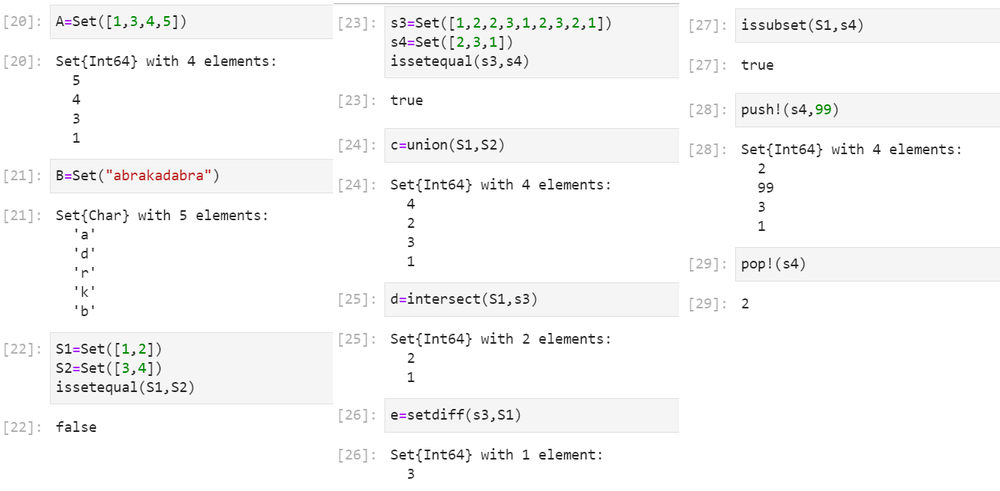 [20]: A=Set([1,3,4,5])
[20]: Set{Int64} with 4 elements:
5
4
3
1
[21]: B=Set("abrakadabra")
[21]: Set{Char} with 5 elements:
'a'
'd'
'r'
'k'
'b'
[22]: S1=Set([1,2])
S2=Set([3,4])
issetequal(S1,S2)
[22]: false
[23]: s3=Set([1,2,2,3,1,2,3,2,1])
s4=Set([2,3,1])
issetequal(s3,s4)
[23]: true
[24]: c=union(S1,S2)
[24]: Set{Int64} with 4 elements:
4
2
3
1
[25]: d=intersect(S1,s3)
[25]: Set{Int64} with 2 elements:
2
1
[26]: e=setdiff(s3,S1)
[26]: Set{Int64} with 1 element:
3
[27]: issubset(S1,s4)
[27]: true
[28]: push!(s4,99)
[28]: Set{Int64} with 4 elements:
2
99
3
1
[29]: pop!(s4)
[29]: 2